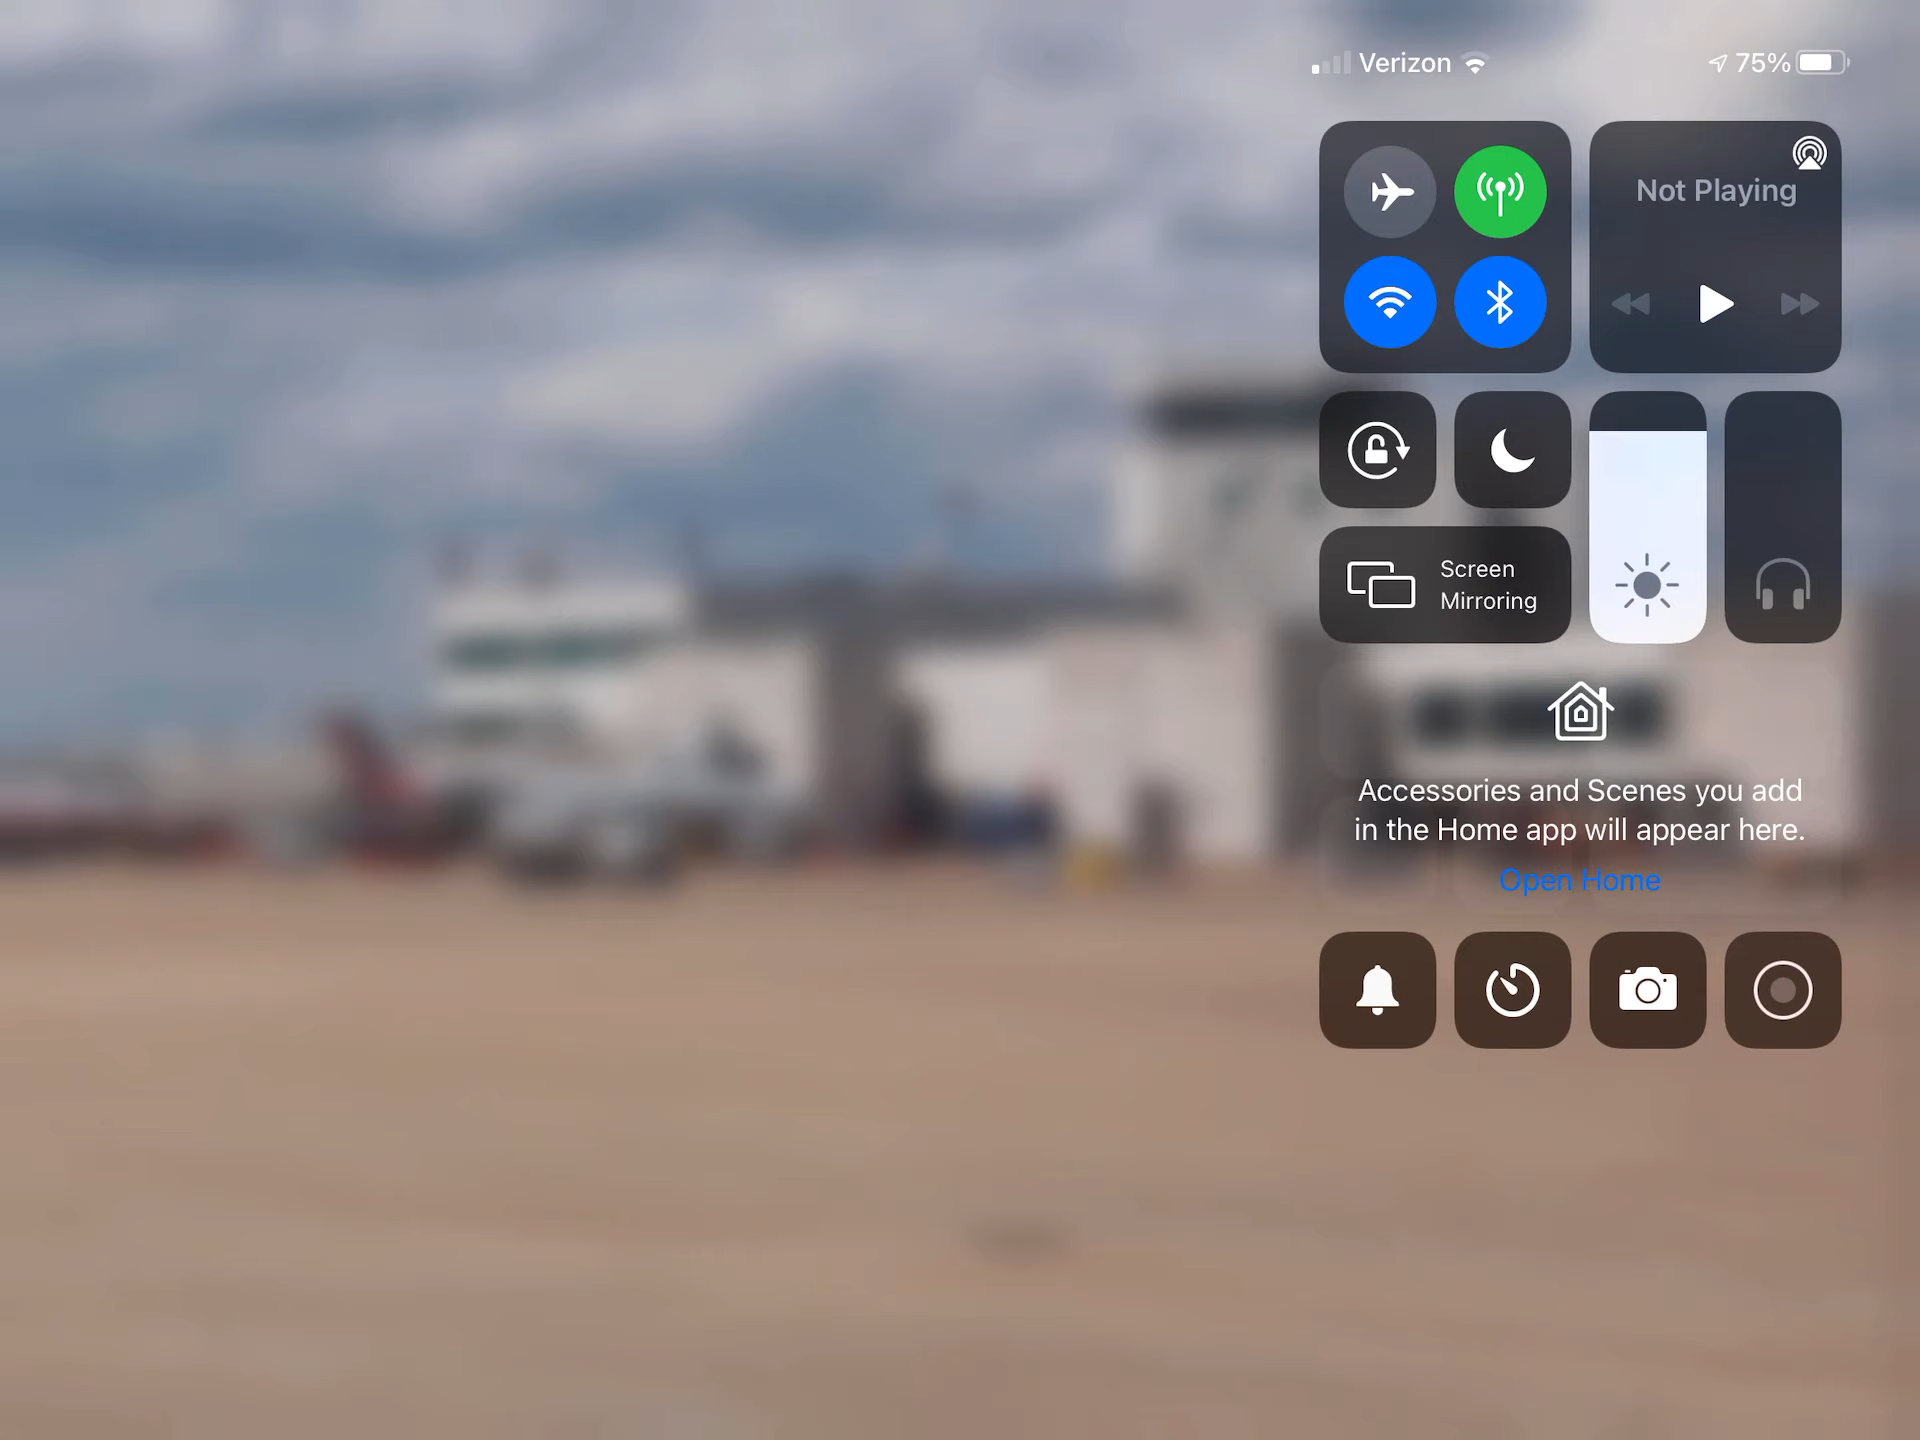 Verizon
75%
Not Playing
Screen
Mirroring
Accessories and Scenes you add
in the Home app will appear here.
Open Home